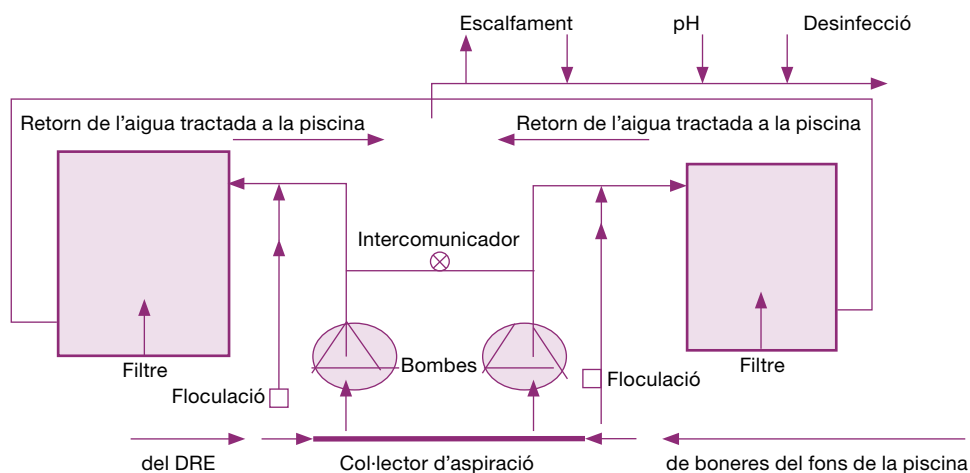 Escalfament
pH
Desinfecció
Retorn de l'aigua tractada a la piscina
Retorn de l'aigua tractada a la piscina
Intercomunicador
Bombes
Filtre
Filtre
Floculació
Floculació
del DRE
Col·lector d'aspiració
de boneres del fons de la piscina